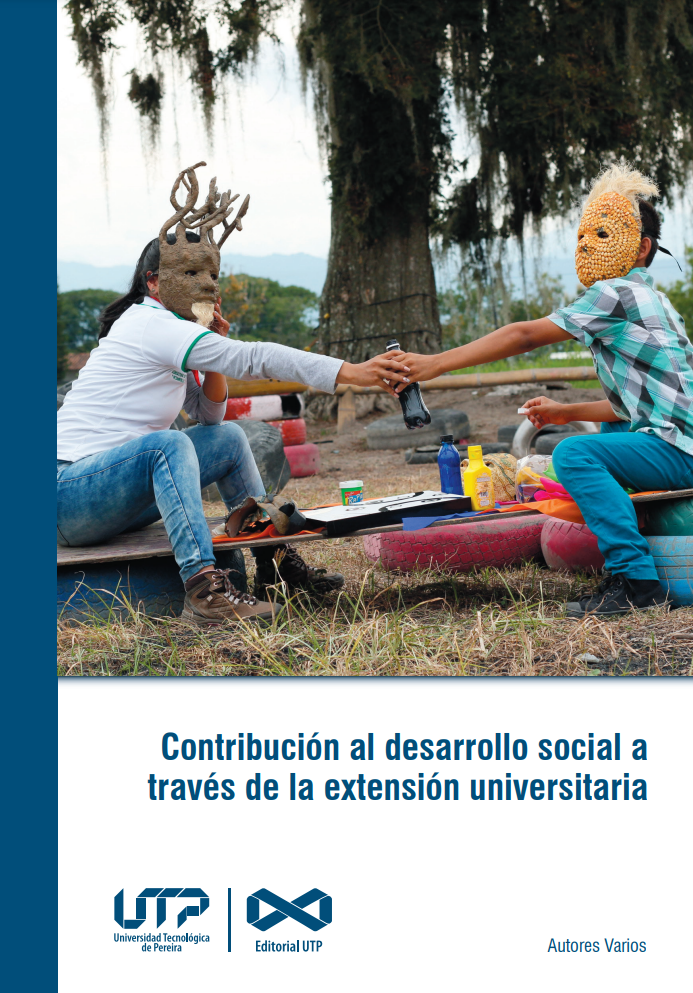 Contribución al desarrollo social a
través de la extensión universitaria
UTP
Universidad Tecnológica
de Pereira
Editorial UTP
Autores Varios